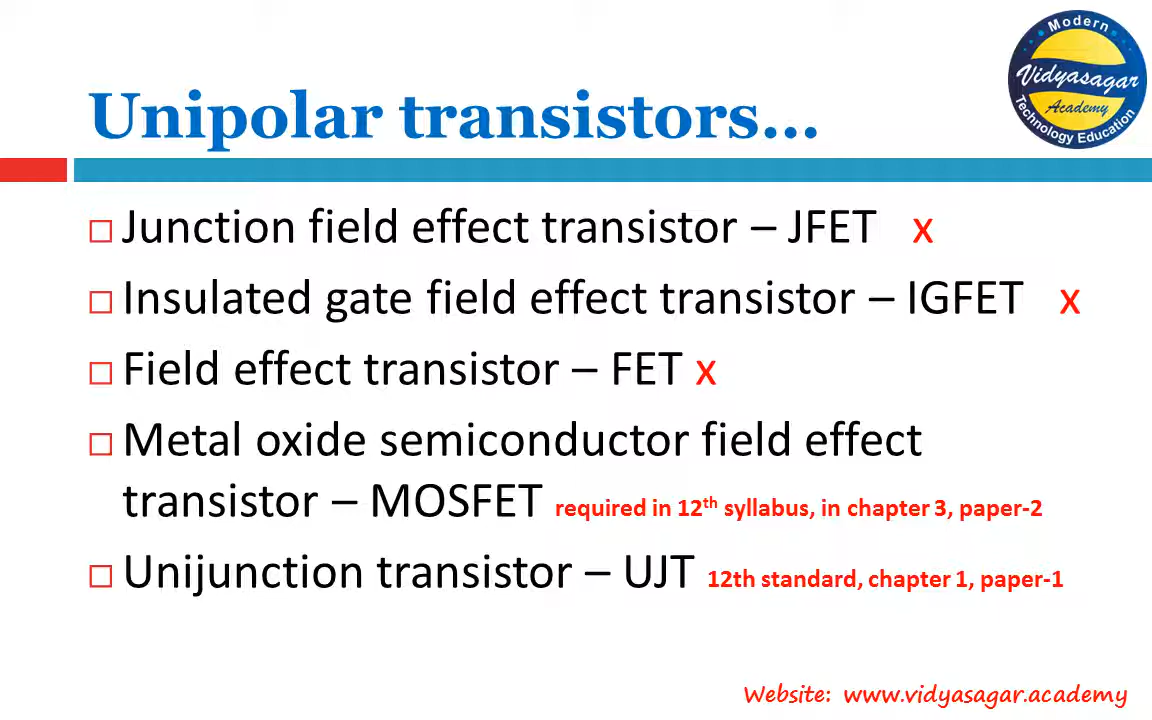 Modern
Vidyasagar
Academy
Technology Education
Unipolar transistors...
Junction field effect transistor – JFET x
Insulated gate field effect transistor – IGFET x
Field effect transistor – FET x
Metal oxide semiconductor field effect
transistor – MOSFET required in 12th syllabus, in chapter 3, paper-2
Unijunction transistor – UJT 12th standard, chapter 1, paper-1
Website: www.vidyasagar.academy